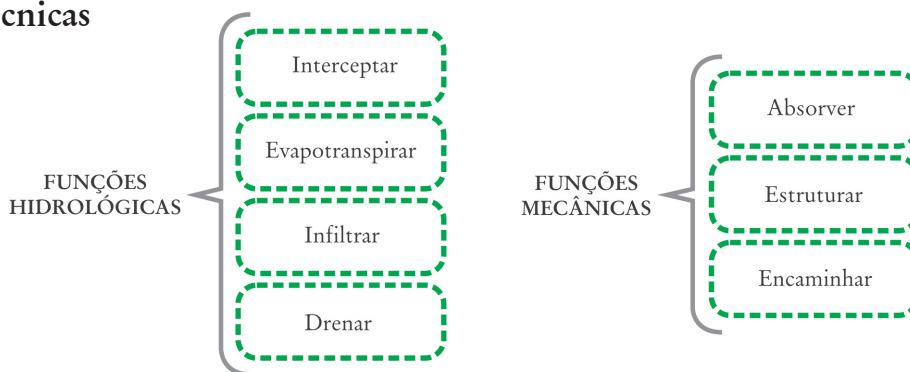 cnicas
FUNÇÕES
HIDROLÓGICAS
Interceptar
Evapotranspirar
Infiltrar
Drenar
FUNÇÕES
MECÂNICAS
Absorver
Estruturar
Encaminhar